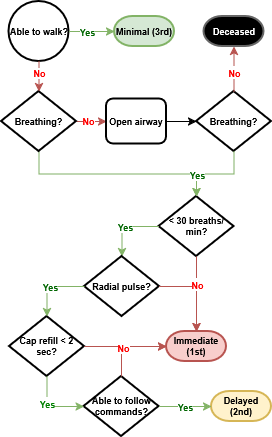 Able to walk?
Yes
Minimal (3rd)
Deceased
No
No
Breathing?
No
Open airway
Breathing?
Yes
< 30 breaths/
min?
Yes
Radial pulse?
No
Yes
Cap refill < 2
sec?
No
Immediate
(1st)
Yes
Able to follow
commands?
Yes
Delayed
(2nd)